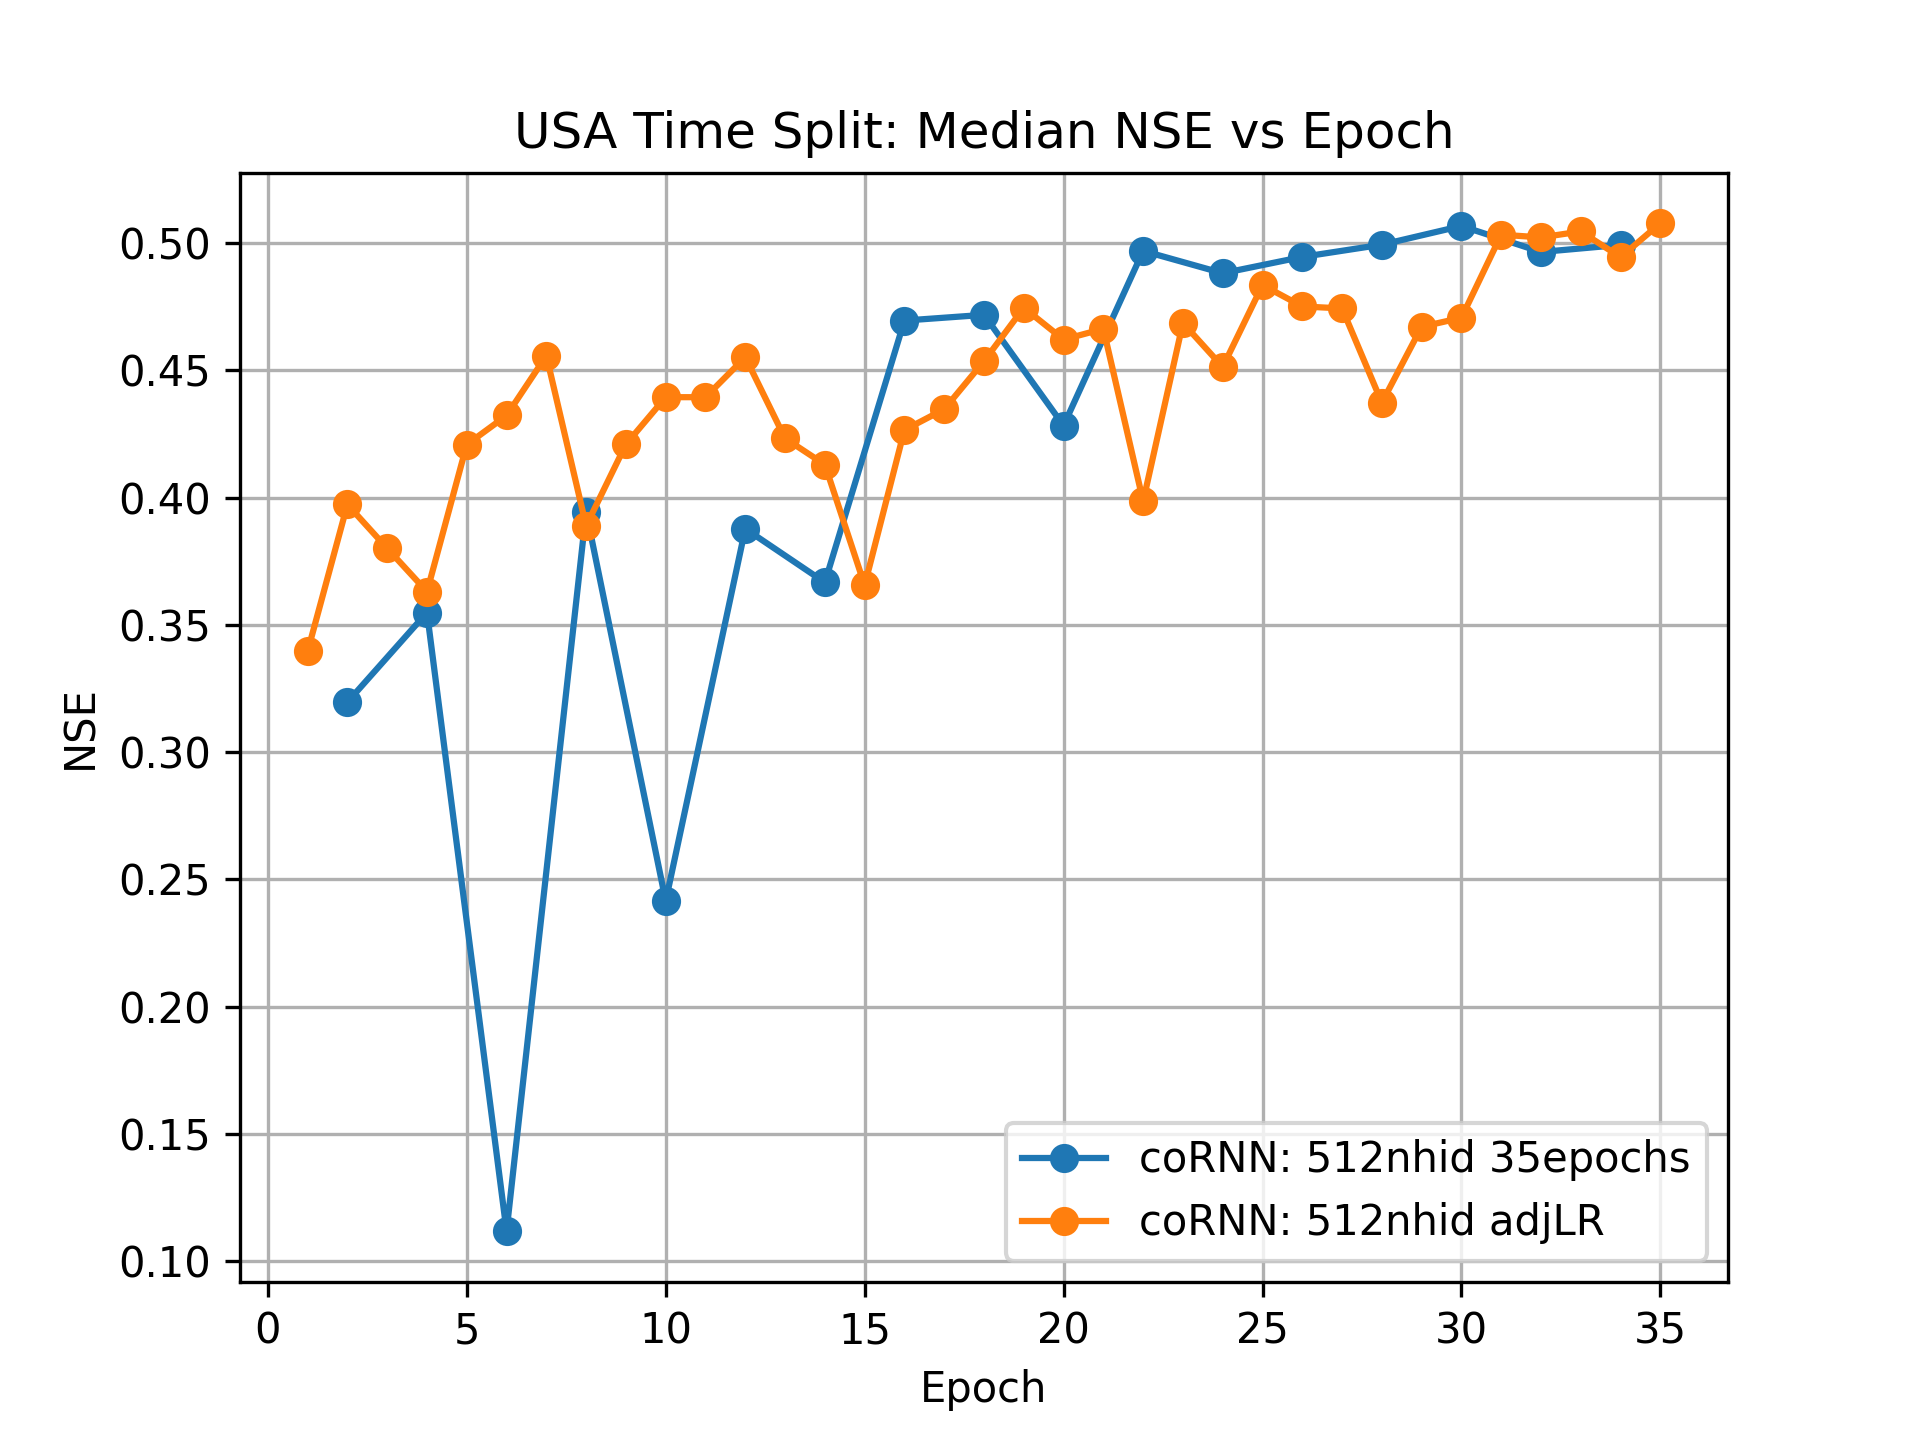 USA Time Split: Median NSE vs Epoch
NSE
0.50
0.45
0.40
0.35
0.30
0.25
0.20
0.15
0.10
coRNN: 512nhid 35epochs
coRNN: 512nhid adjLR
0 5 10 15 20 25 30 35
Epoch